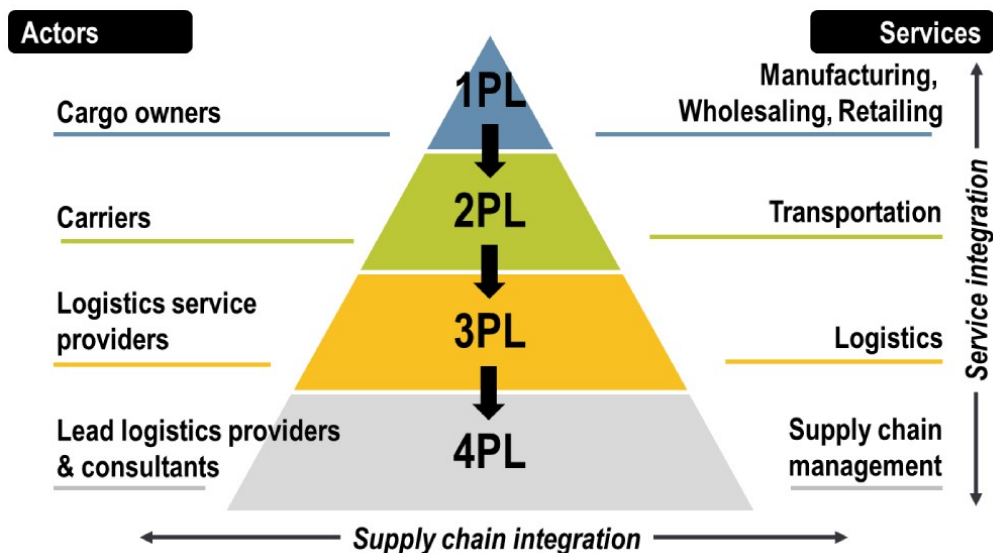 Actors
Services
1PL
Cargo owners
Manufacturing,
Wholesaling, Retailing
2PL
Carriers
Transportation
Logistics service
providers
3PL
Logistics
Lead logistics providers
& consultants
4PL
Supply chain
management
Service integration
Supply chain integration